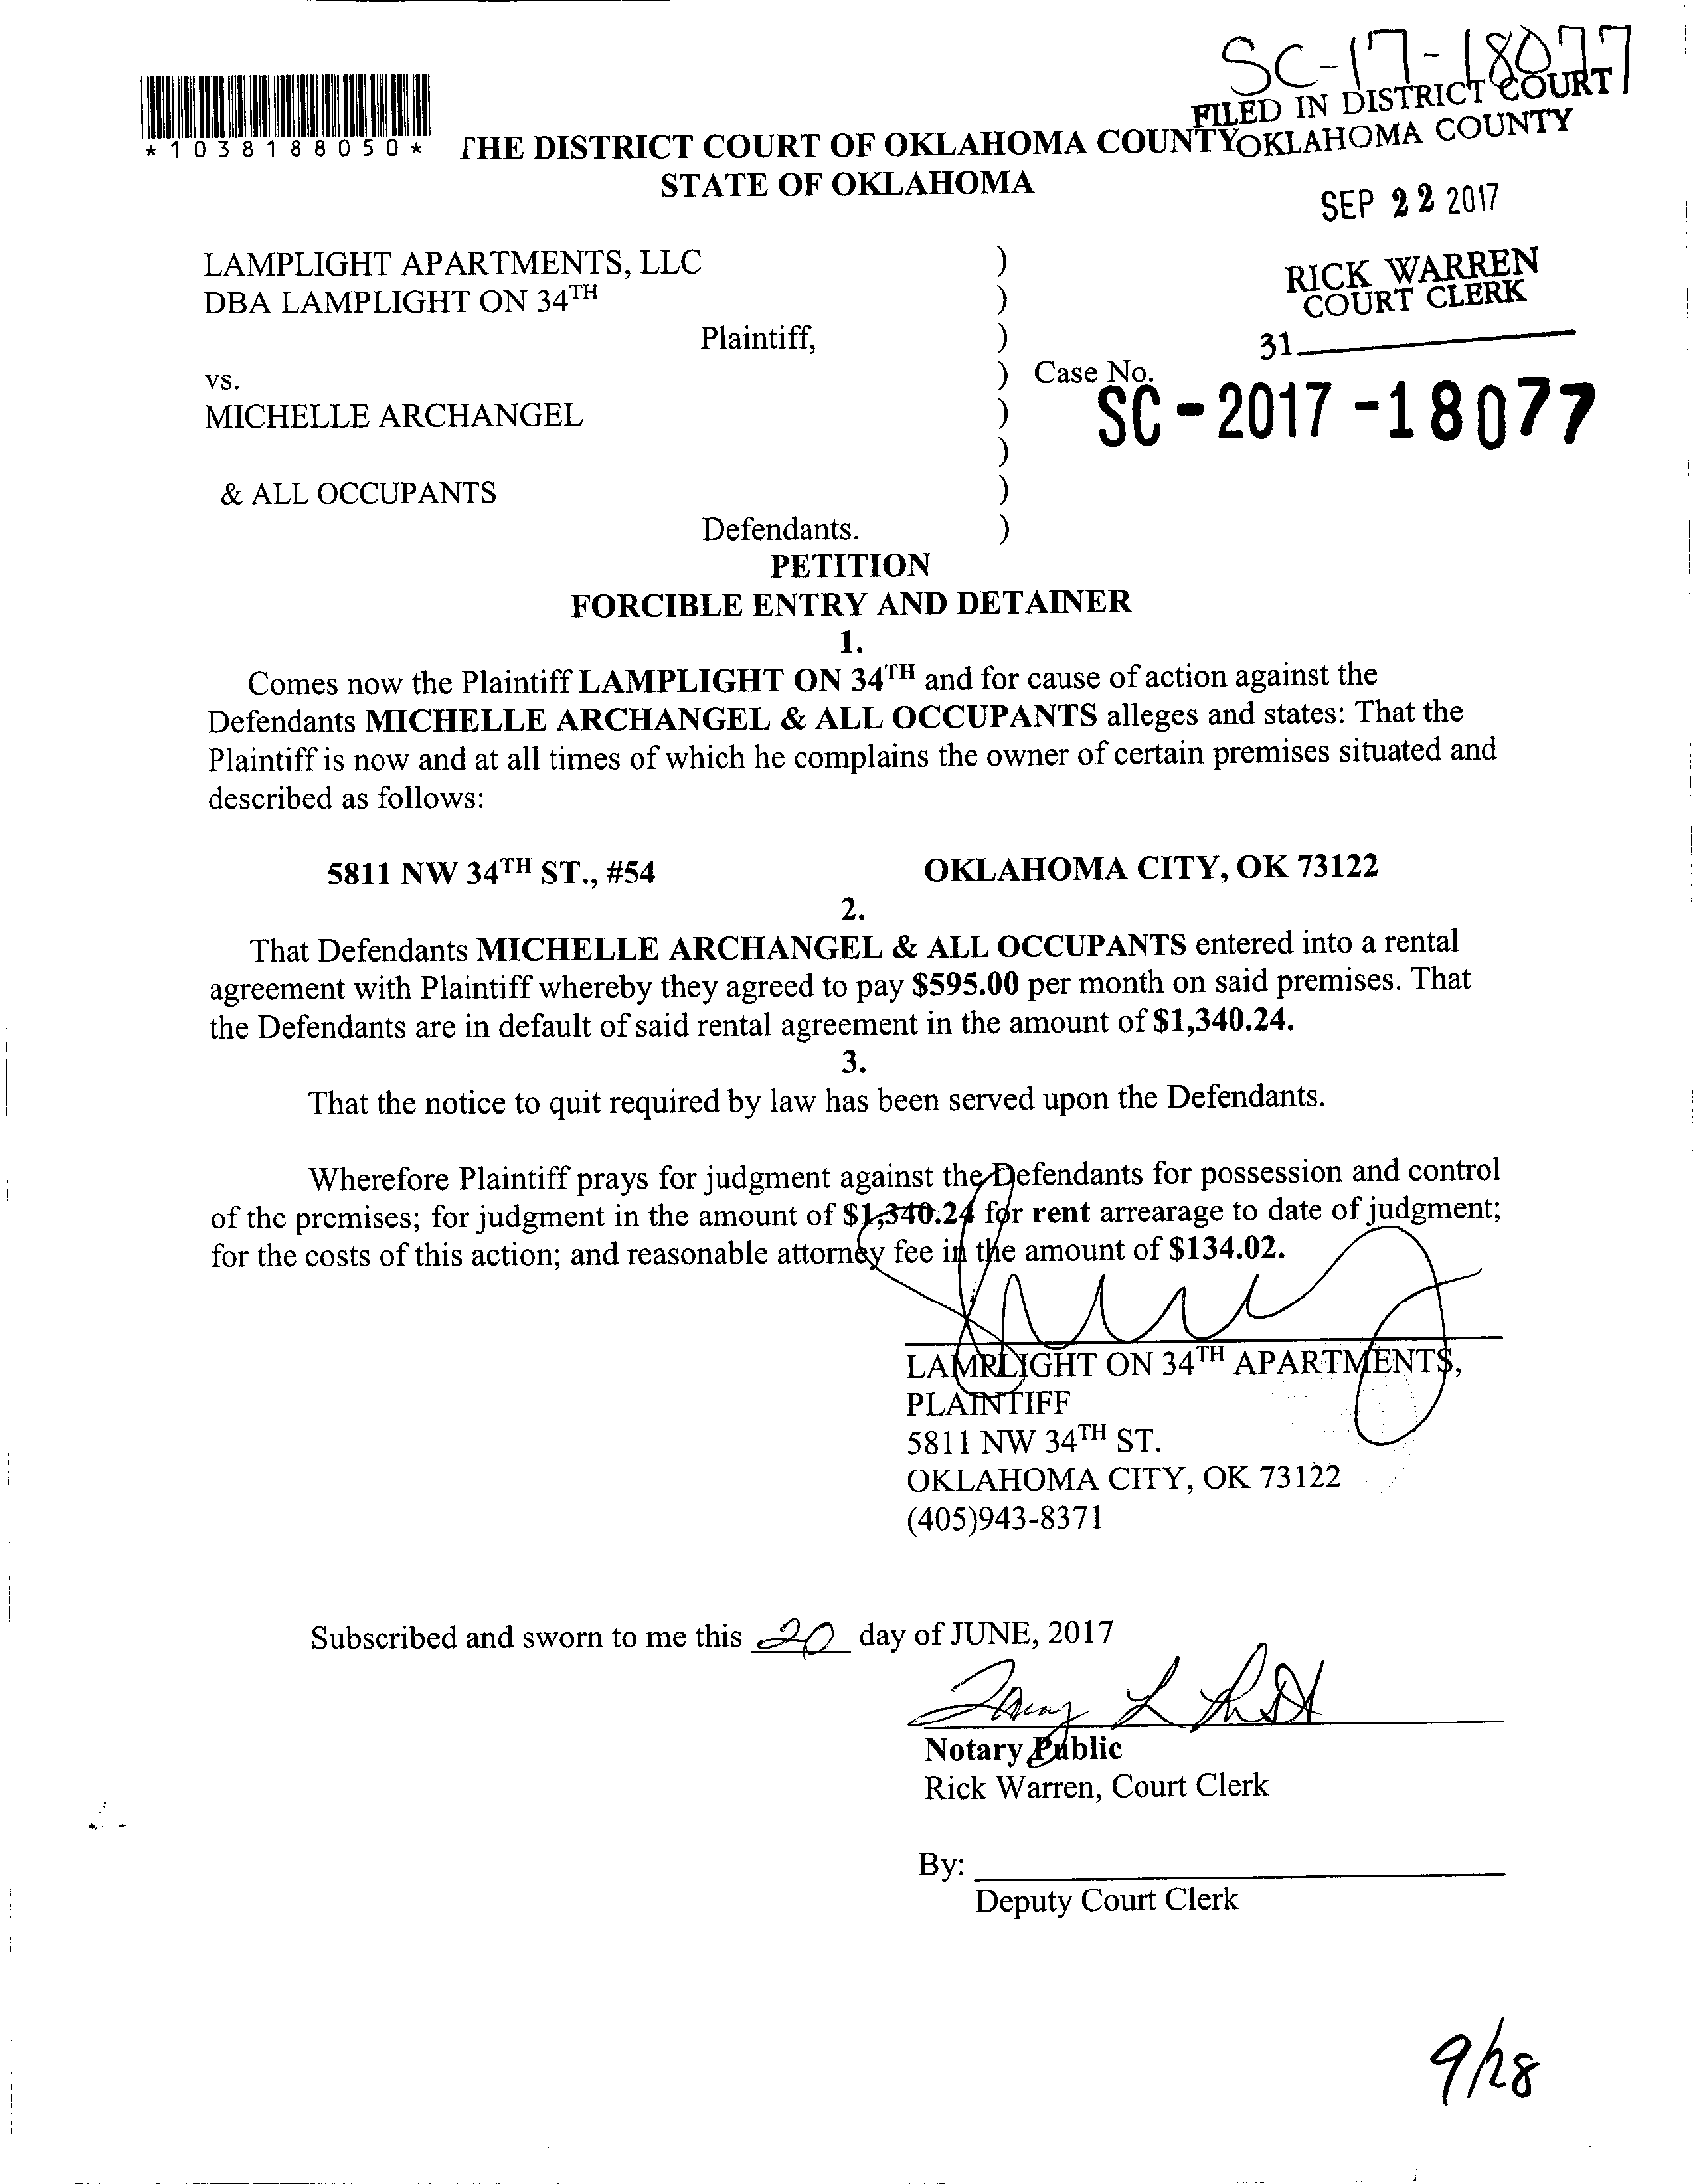 SC-17-18077
FILED IN DISTRICT COURT
OKLAHOMA COUNTY
*1038188050*
THE DISTRICT COURT OF OKLAHOMA COUNTY
STATE OF OKLAHOMA
SEP 22 2017
RICK WARREN
COURT CLERK
31
LAMPLIGHT APARTMENTS, LLC )
DBA LAMPLIGHT ON 34TH )
Plaintiff, )
vs. ) Case No.
SC-2017-18077
MICHELLE ARCHANGEL )
)
& ALL OCCUPANTS )
Defendants. )
PETITION
FORCIBLE ENTRY AND DETAINER
1.
Comes now the Plaintiff LAMPLIGHT ON 34TH and for cause of action against the
Defendants MICHELLE ARCHANGEL & ALL OCCUPANTS alleges and states: That the
Plaintiff is now and at all times of which he complains the owner of certain premises situated and
described as follows:
5811 NW 34TH ST., #54 OKLAHOMA CITY, OK 73122
2.
That Defendants MICHELLE ARCHANGEL & ALL OCCUPANTS entered into a rental
agreement with Plaintiff whereby they agreed to pay $595.00 per month on said premises. That
the Defendants are in default of said rental agreement in the amount of $1,340.24.
3.
That the notice to quit required by law has been served upon the Defendants.
Wherefore Plaintiff prays for judgment against the Defendants for possession and control
of the premises; for judgment in the amount of $1,340.24 for rent arrearage to date of judgment;
for the costs of this action; and reasonable attorney fee in the amount of $134.02.
LAMPLIGHT ON 34TH APARTMENTS,
PLAINTIFF
5811 NW 34TH ST.
OKLAHOMA CITY, OK 73122
(405)943-8371
Subscribed and sworn to me this 20 day of JUNE, 2017
Notary Public
Rick Warren, Court Clerk
By:
Deputy Court Clerk
9/28